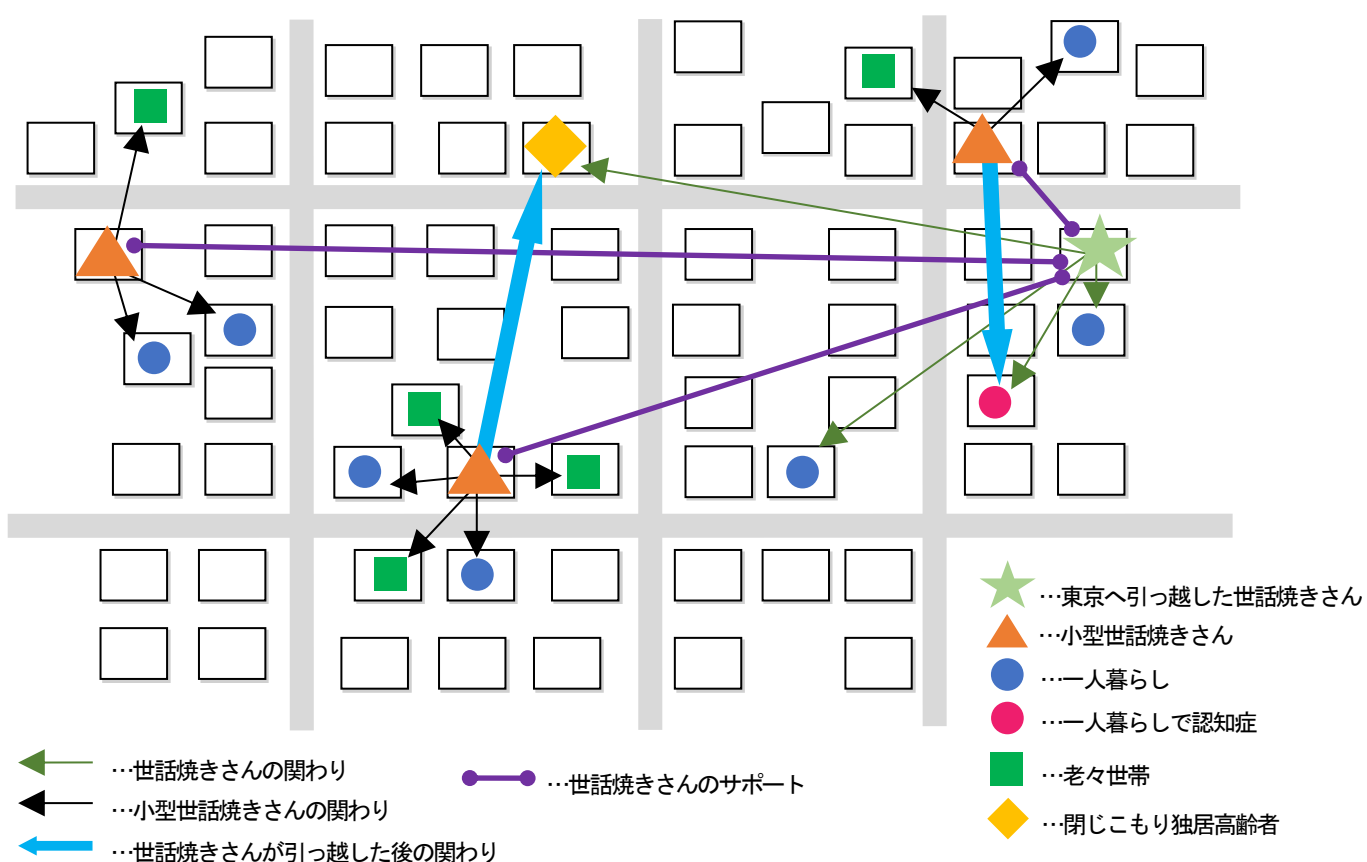 …東京へ引っ越した世話焼きさん
…小型世話焼きさん
…一人暮らし
…一人暮らしで認知症
…老々世帯
…閉じこもり独居高齢者
…世話焼きさんの関わり
…小型世話焼きさんの関わり
…世話焼きさんが引っ越した後の関わり
…世話焼きさんのサポート